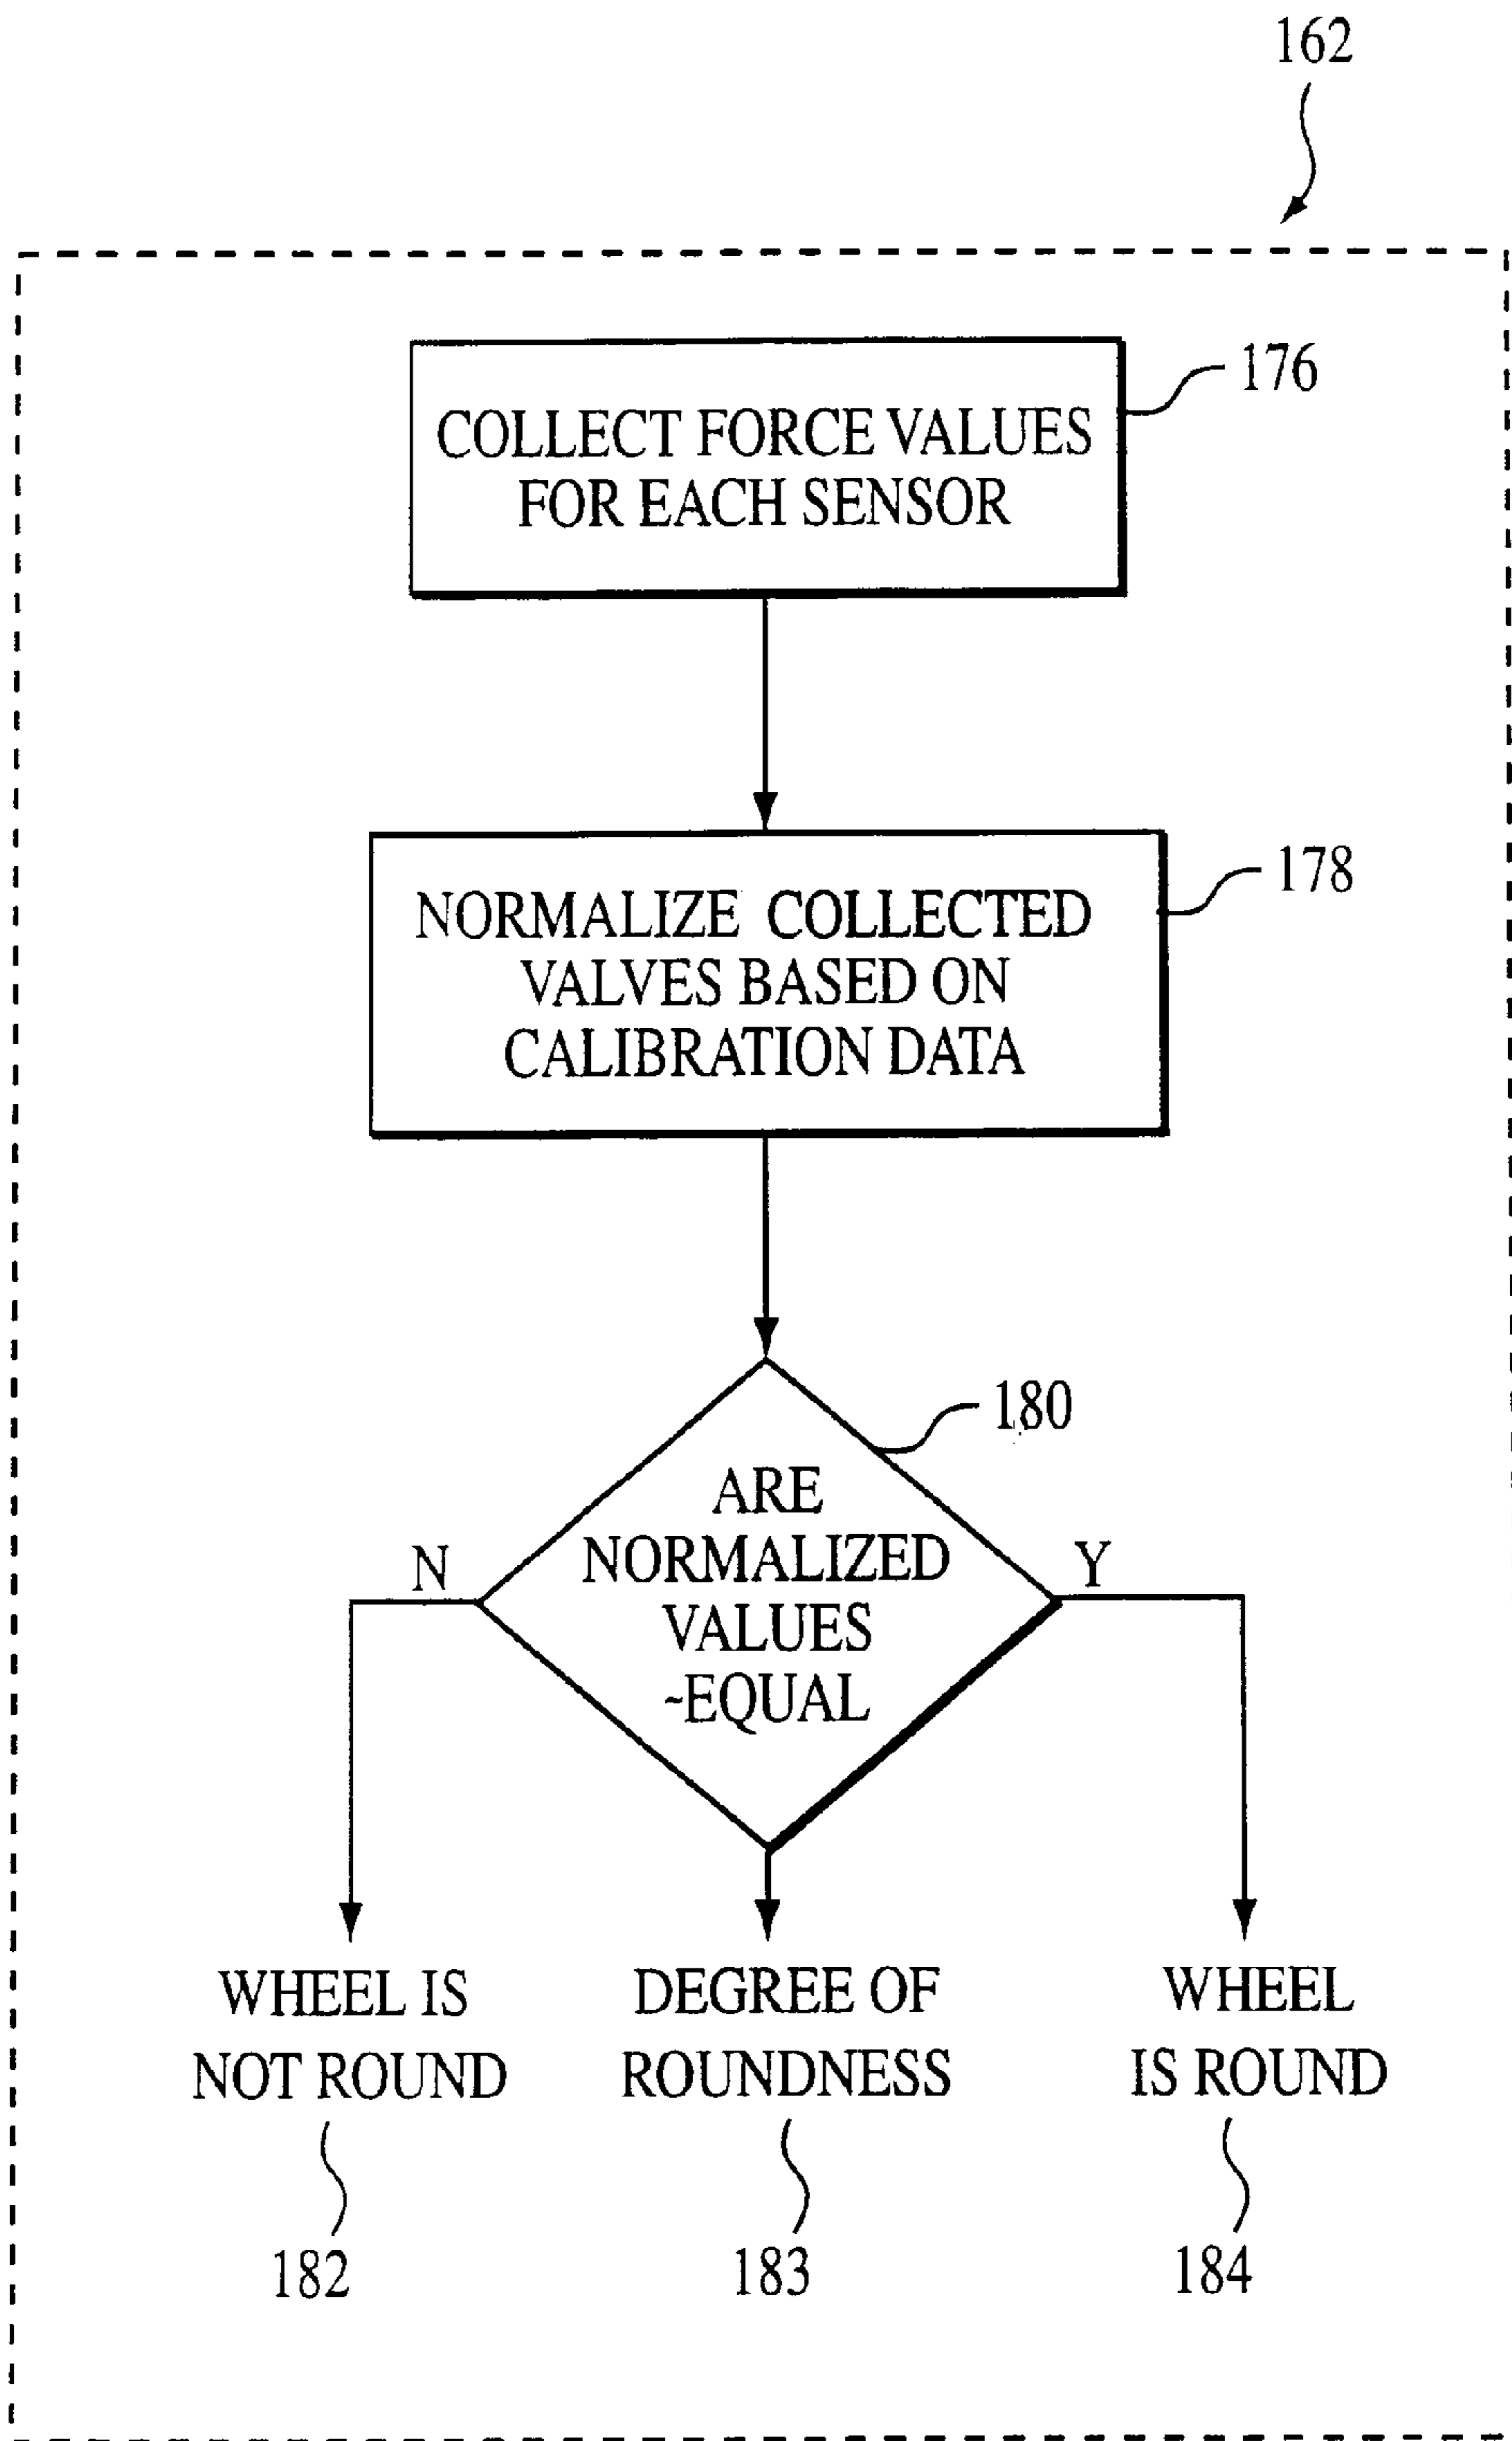 162
COLLECT FORCE VALUES
FOR EACH SENSOR
176
NORMALIZE COLLECTED
VALVES BASED ON
CALIBRATION DATA
178
180
ARE
NORMALIZED
VALUES
~EQUAL
N
Y
WHEEL IS
NOT ROUND
DEGREE OF
ROUNDNESS
WHEEL
IS ROUND
182
183
184